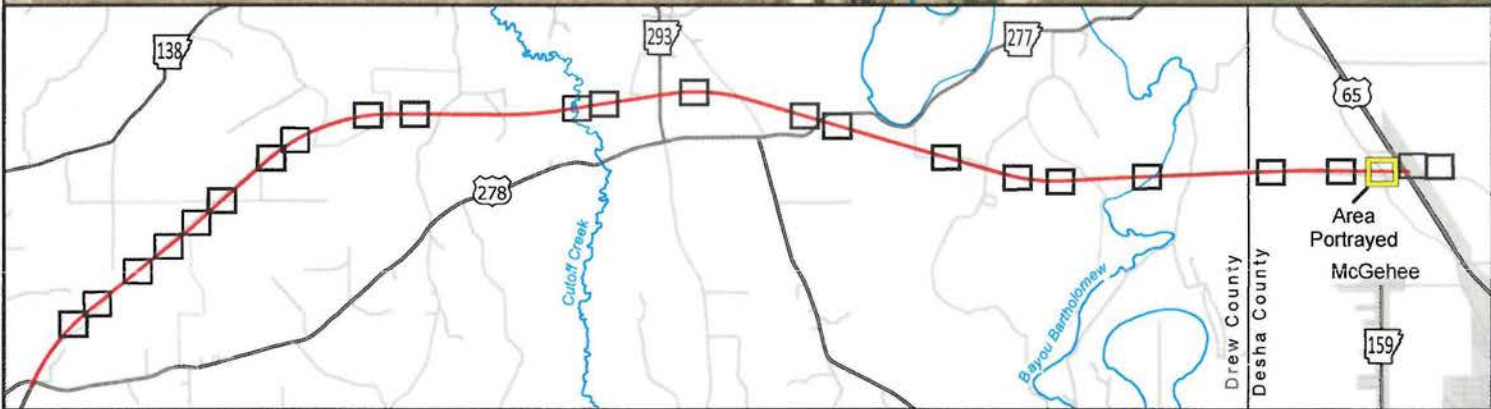 138
293
277
65
278
Cutoff Creek
Bayou Bartholomew
Drew County
Desha County
Area
Portrayed
McGehee
159